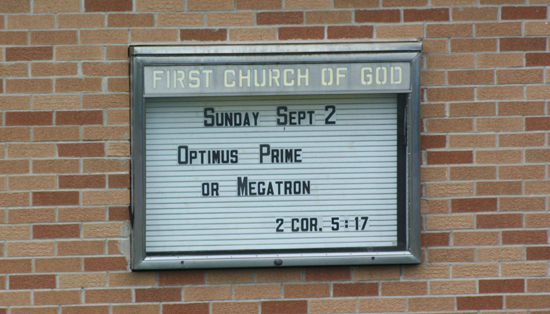 FIRST CHURCH OF GOD
SUNDAY SEPT 2
OPTIMUS PRIME
OR MEGATRON
2 COR. 5:17